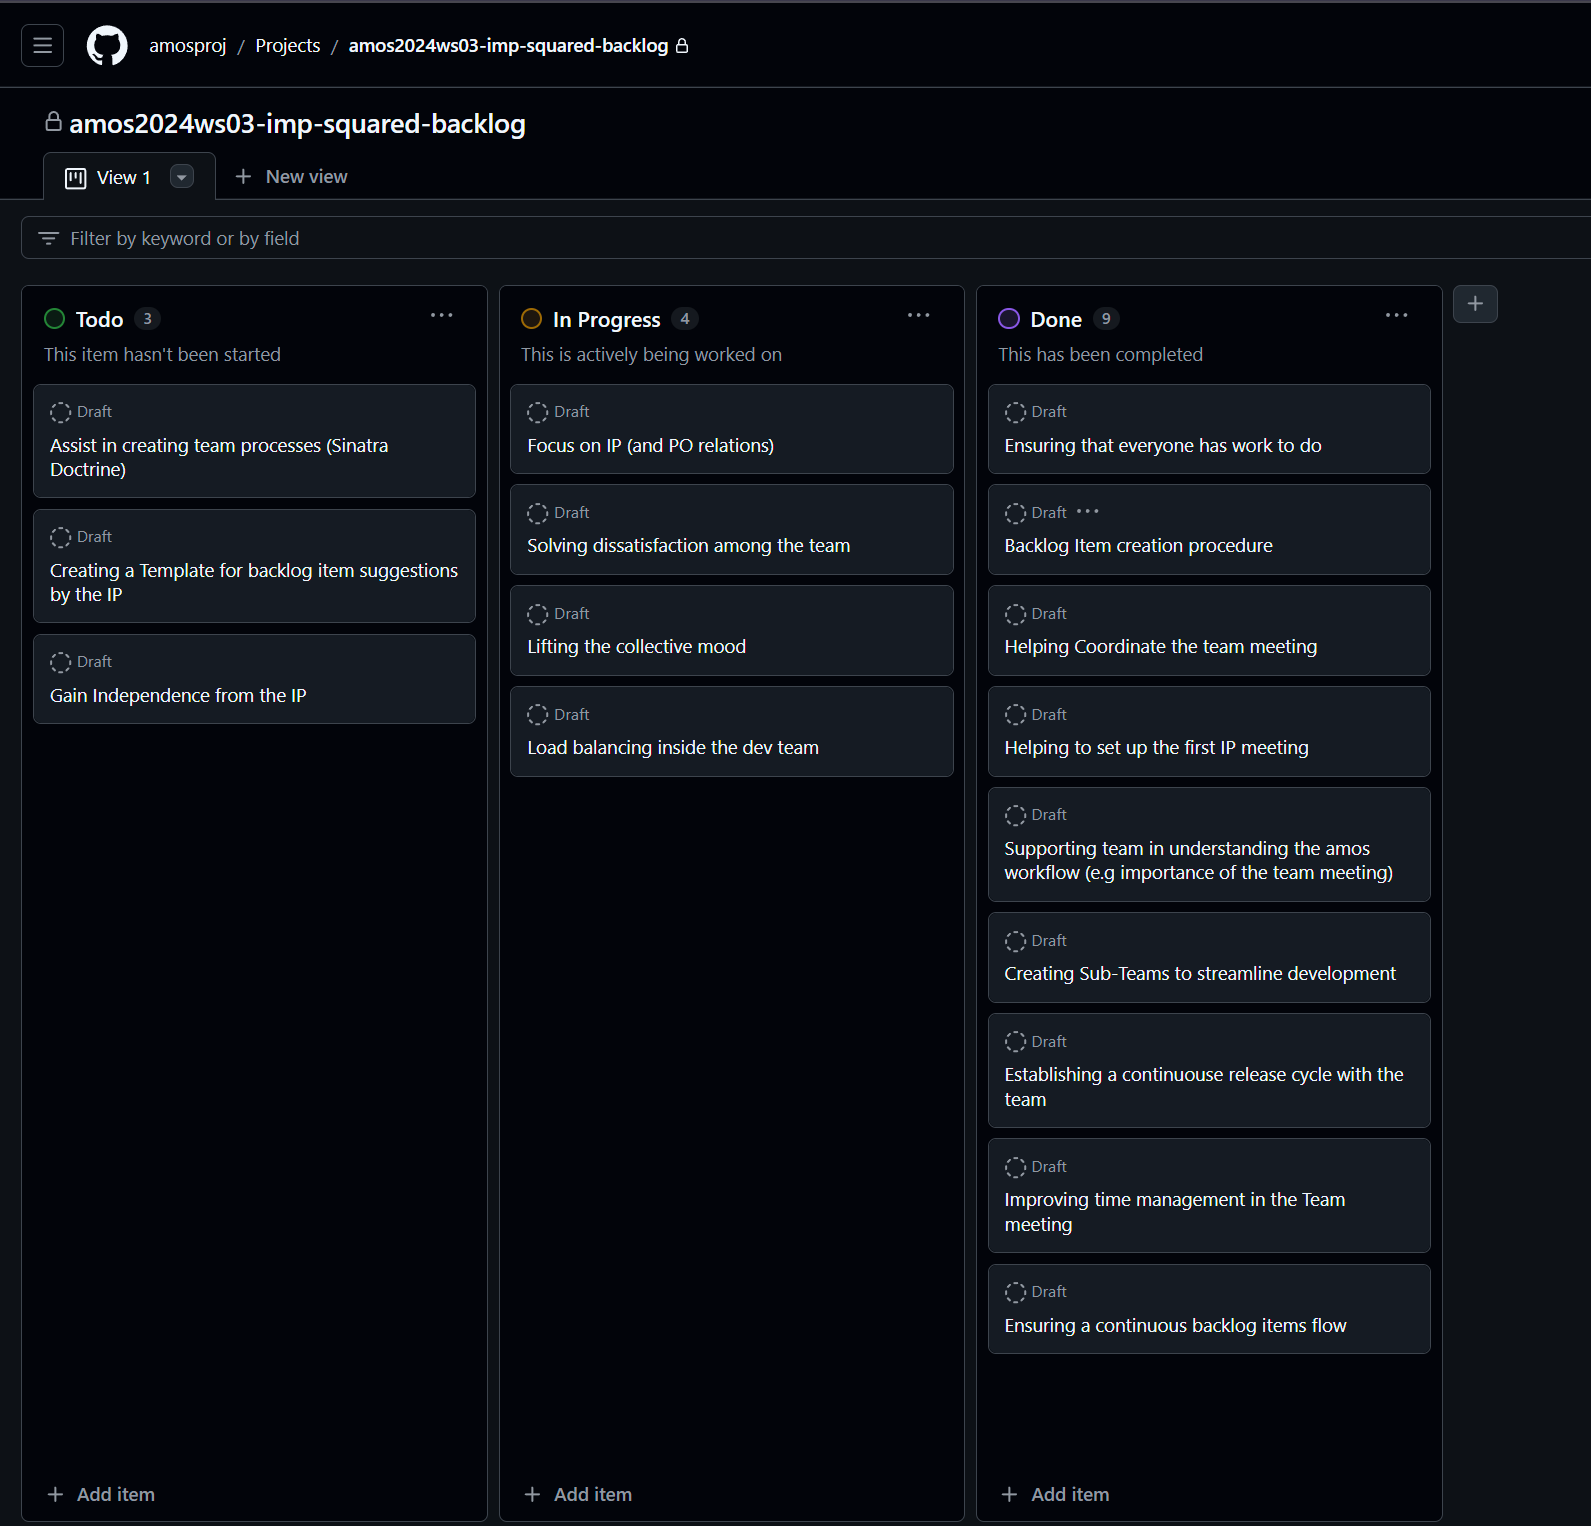 amosproj / Projects / amos2024ws03-imp-squared-backlog
amos2024ws03-imp-squared-backlog
View 1
New view
Filter by keyword or by field
Todo 3
This item hasn't been started
Draft
Assist in creating team processes (Sinatra
Doctrine)
Draft
Creating a Template for backlog item suggestions
by the IP
Draft
Gain Independence from the IP
Add item
In Progress 4
This is actively being worked on
Draft
Focus on IP (and PO relations)
Draft
Solving dissatisfaction among the team
Draft
Lifting the collective mood
Draft
Load balancing inside the dev team
Add item
Done 9
This has been completed
Draft
Ensuring that everyone has work to do
Draft
Backlog Item creation procedure
Draft
Helping Coordinate the team meeting
Draft
Helping to set up the first IP meeting
Draft
Supporting team in understanding the amos
workflow (e.g importance of the team meeting)
Draft
Creating Sub-Teams to streamline development
Draft
Establishing a continuouse release cycle with the
team
Draft
Improving time management in the Team
meeting
Draft
Ensuring a continuous backlog items flow
Add item